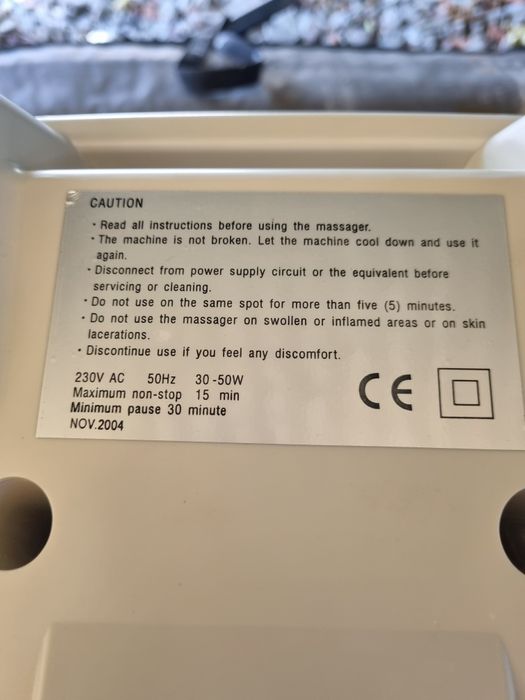 CAUTION
· Read all instructions before using the massager.
· The machine is not broken. Let the machine cool down and use it
again.
· Disconnect from power supply circuit or the equivalent before
servicing or cleaning.
· Do not use on the same spot for more than five (5) minutes.
· Do not use the massager on swollen or inflamed areas or on skin
lacerations.
· Discontinue use if you feel any discomfort.
230V AC 50Hz 30-50W
Maximum non-stop 15 min
Minimum pause 30 minute
NOV.2004
CE